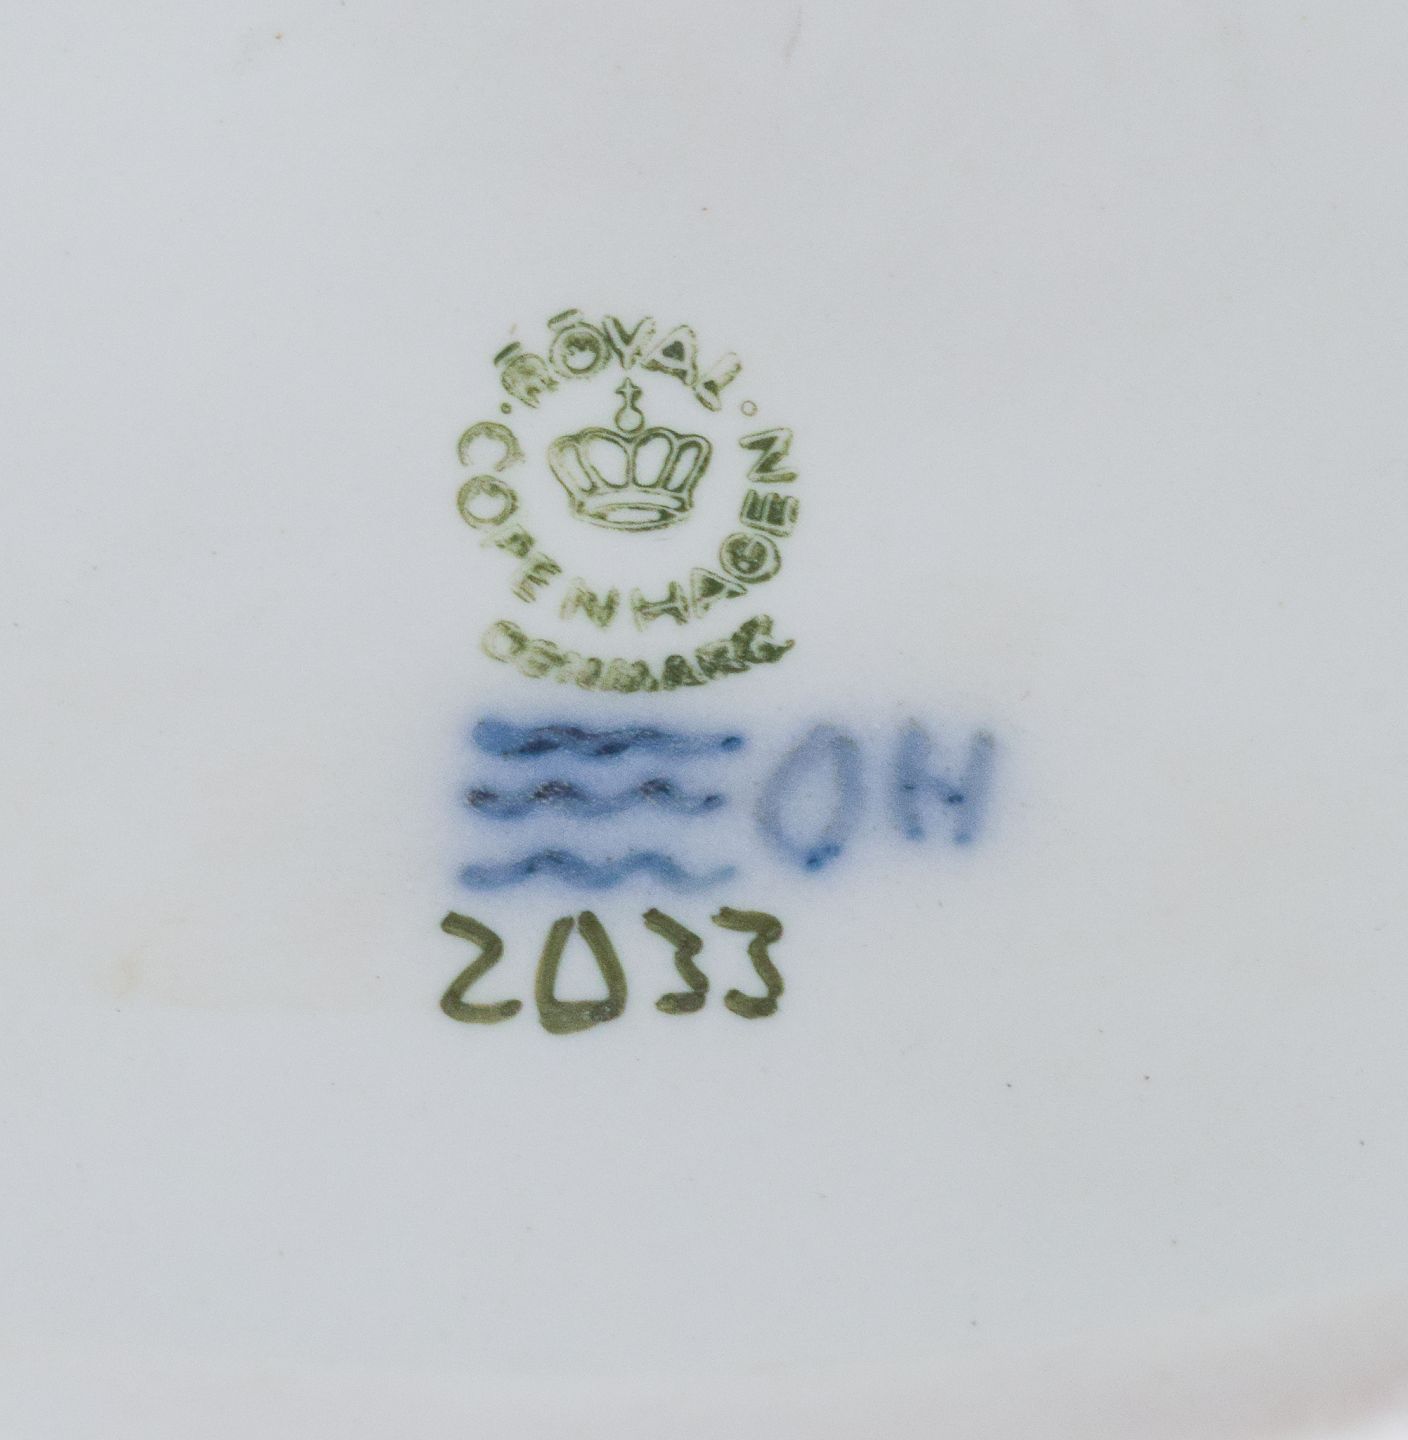 ROYAL
COPENHAGEN
DENMARK
OH
2033